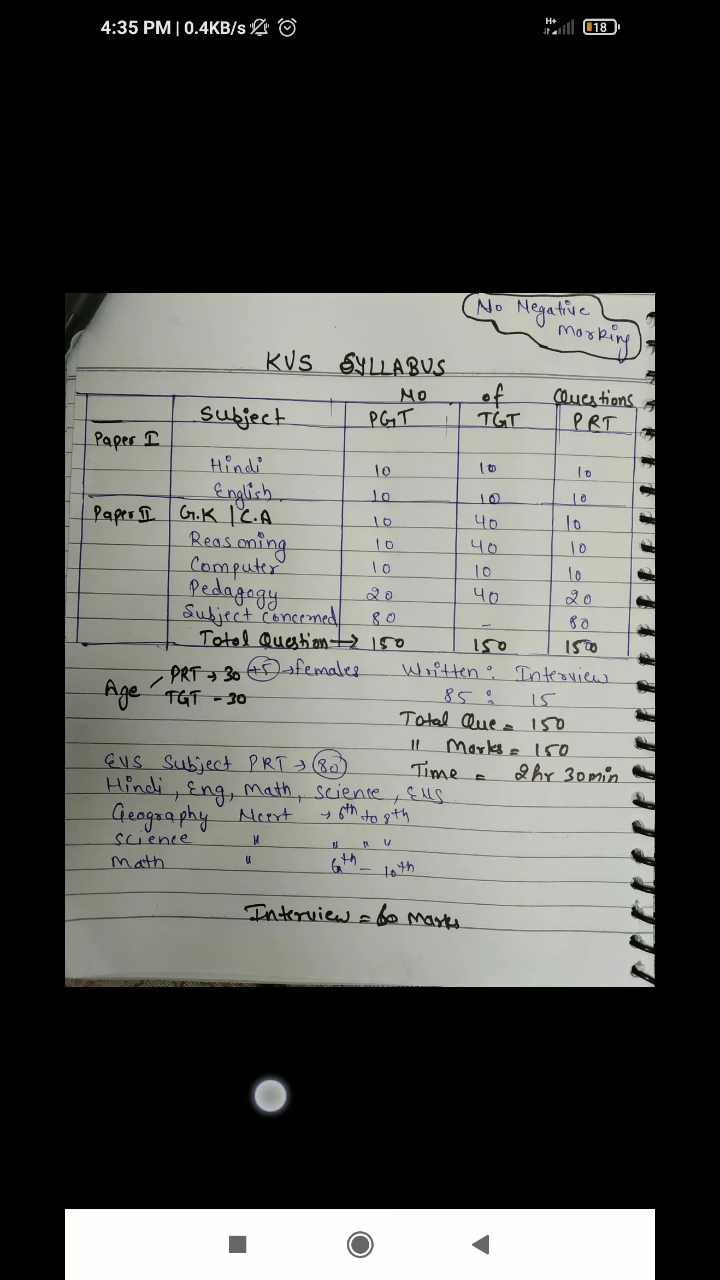 4:35 PM | 0.4KB/s
H+
18
No Negative
Marking
KVS SYLLABUS
No of Questions
Subject PGT TGT PRT
Paper I
Hindi 10 10 10
English 10 10 10
Paper II G.K | C.A 10 40 10
Reasoning 10 40 10
Computer 10 10 10
Pedagogy 20 40 20
Subject concerned 80 - 80
Total Question → 150 150 150
Age PRT → 30 +5 → females
TGT - 30
Written : Interview
85 : 15
Total Que = 150
" Marks = 150
Time = 2hr 30min
EVS Subject PRT → 80
Hindi, Eng, Math, Science, EVS
Geography Ncert → 6th to 8th
Science " " " "
Math " 6th - 10th
Interview = 60 Marks